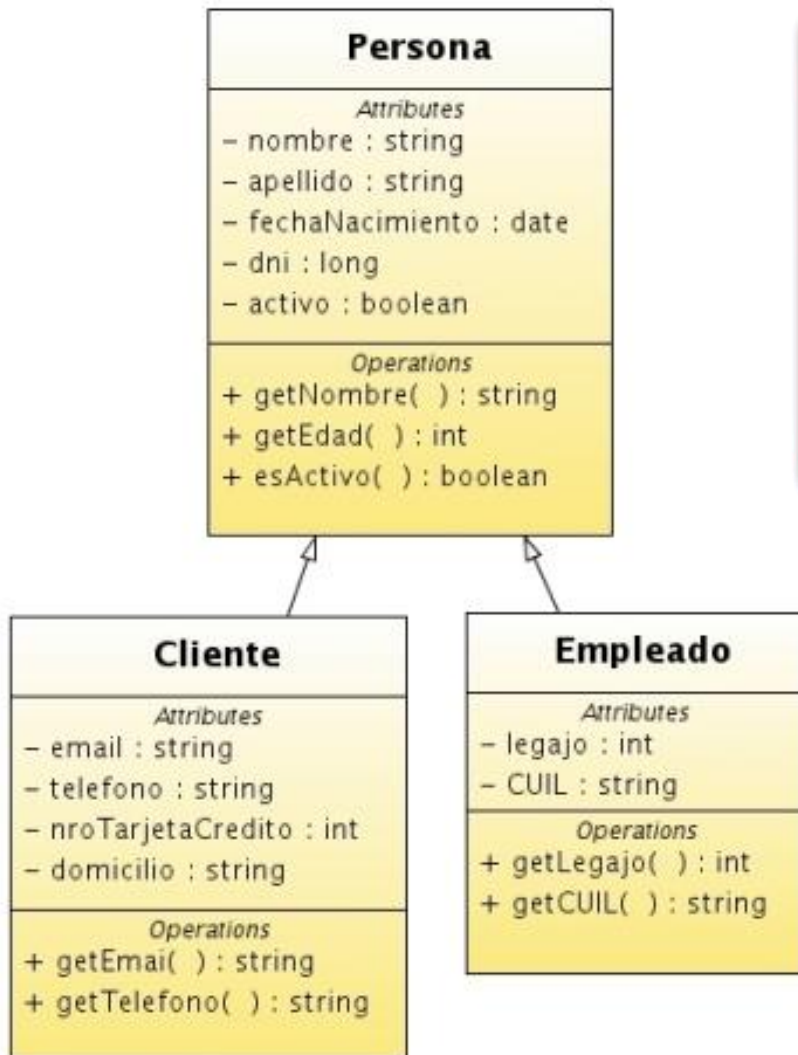 Persona
Attributes
– nombre : string
– apellido : string
– fechaNacimiento : date
– dni : long
– activo : boolean
Operations
+ getNombre( ) : string
+ getEdad( ) : int
+ esActivo( ) : boolean
Cliente
Attributes
– email : string
– telefono : string
– nroTarjetaCredito : int
– domicilio : string
Operations
+ getEmai( ) : string
+ getTelefono( ) : string
Empleado
Attributes
– legajo : int
– CUIL : string
Operations
+ getLegajo( ) : int
+ getCUIL( ) : string